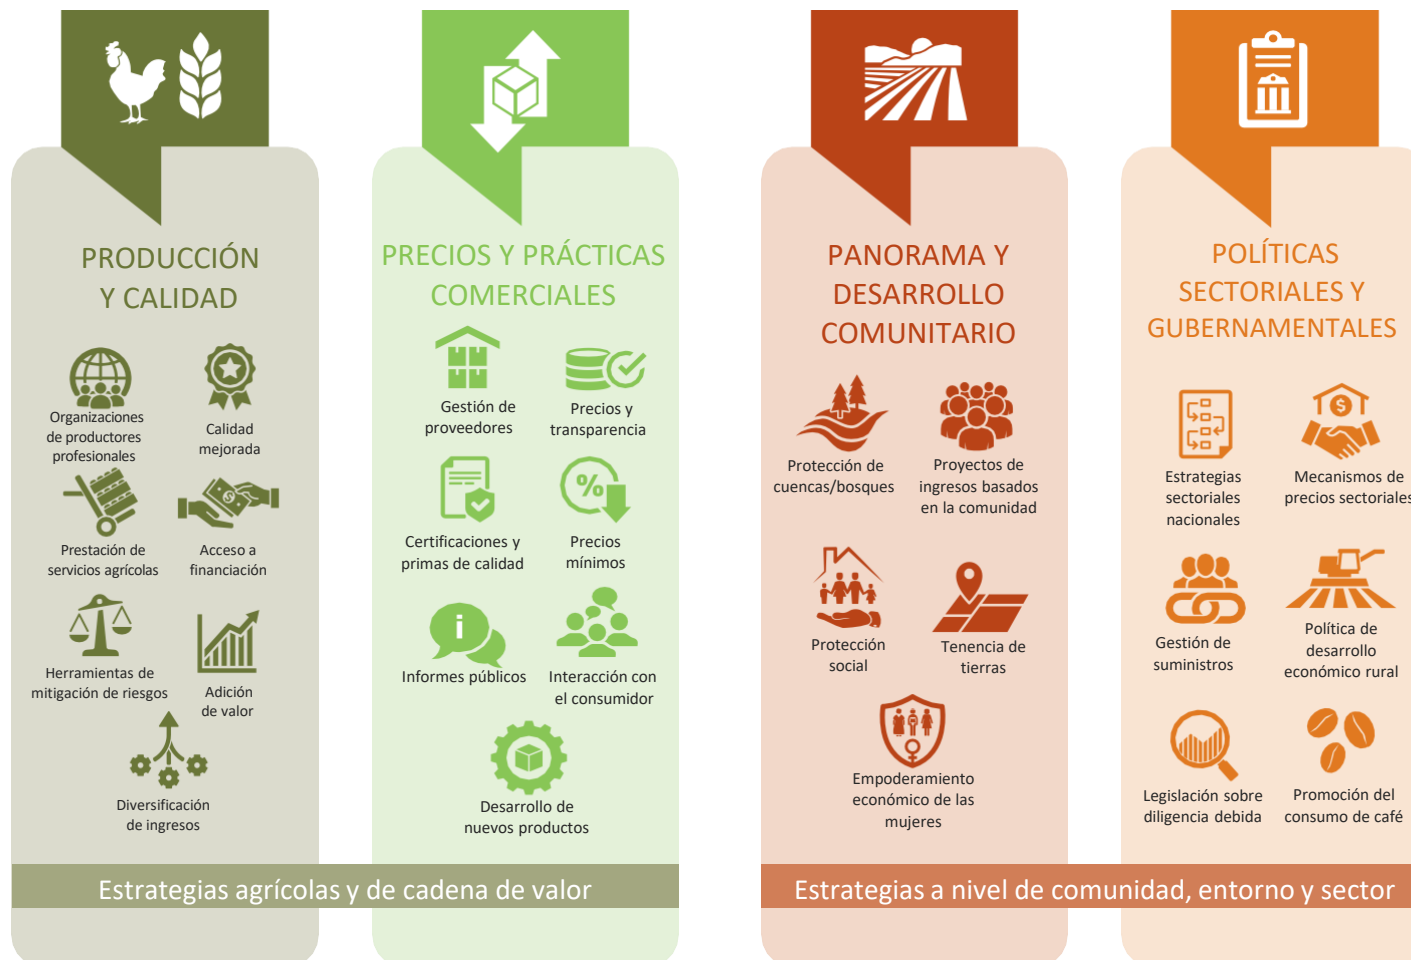 PRODUCCIÓN
Y CALIDAD
Organizaciones
de productores
profesionales
Calidad
mejorada
Prestación de
servicios agrícolas
Acceso a
financiación
Herramientas de
mitigación de riesgos
Adición
de valor
Diversificación
de ingresos
PRECIOS Y PRÁCTICAS
COMERCIALES
Gestión de
proveedores
Precios y
transparencia
Certificaciones y
primas de calidad
%
Precios
mínimos
i
Informes públicos
Interacción con
el consumidor
Desarrollo de
nuevos productos
Estrategias agrícolas y de cadena de valor
PANORAMA Y
DESARROLLO
COMUNITARIO
Protección de
cuencas/bosques
Proyectos de
ingresos basados
en la comunidad
Protección
social
Tenencia de
tierras
Empoderamiento
económico de las
mujeres
POLÍTICAS
SECTORIALES Y
GUBERNAMENTALES
Estrategias
sectoriales
nacionales
$
Mecanismos de
precios sectoriales
Gestión de
suministros
Política de
desarrollo
económico rural
Legislación sobre
diligencia debida
Promoción del
consumo de café
Estrategias a nivel de comunidad, entorno y sector